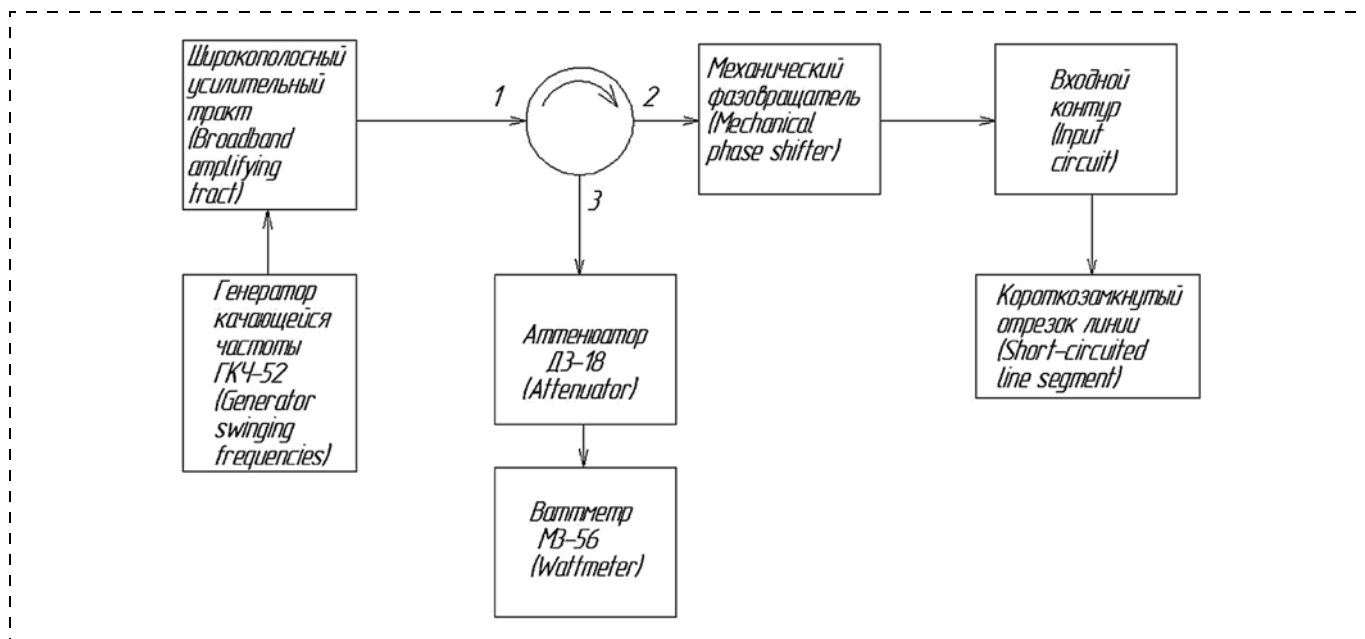 Широкополосный
усилительный
тракт
(Broadband
amplifying
tract)
1
2
3
Механический
фазовращатель
(Mechanical
phase shifter)
Входной
контур
(Input
circuit)
Генератор
качающейся
частоты
ГКЧ-52
(Generator
swinging
frequencies)
Аттенюатор
Д3-18
(Attenuator)
Короткозамкнутый
отрезок линии
(Short-circuited
line segment)
Ваттметр
М3-56
(Wattmeter)